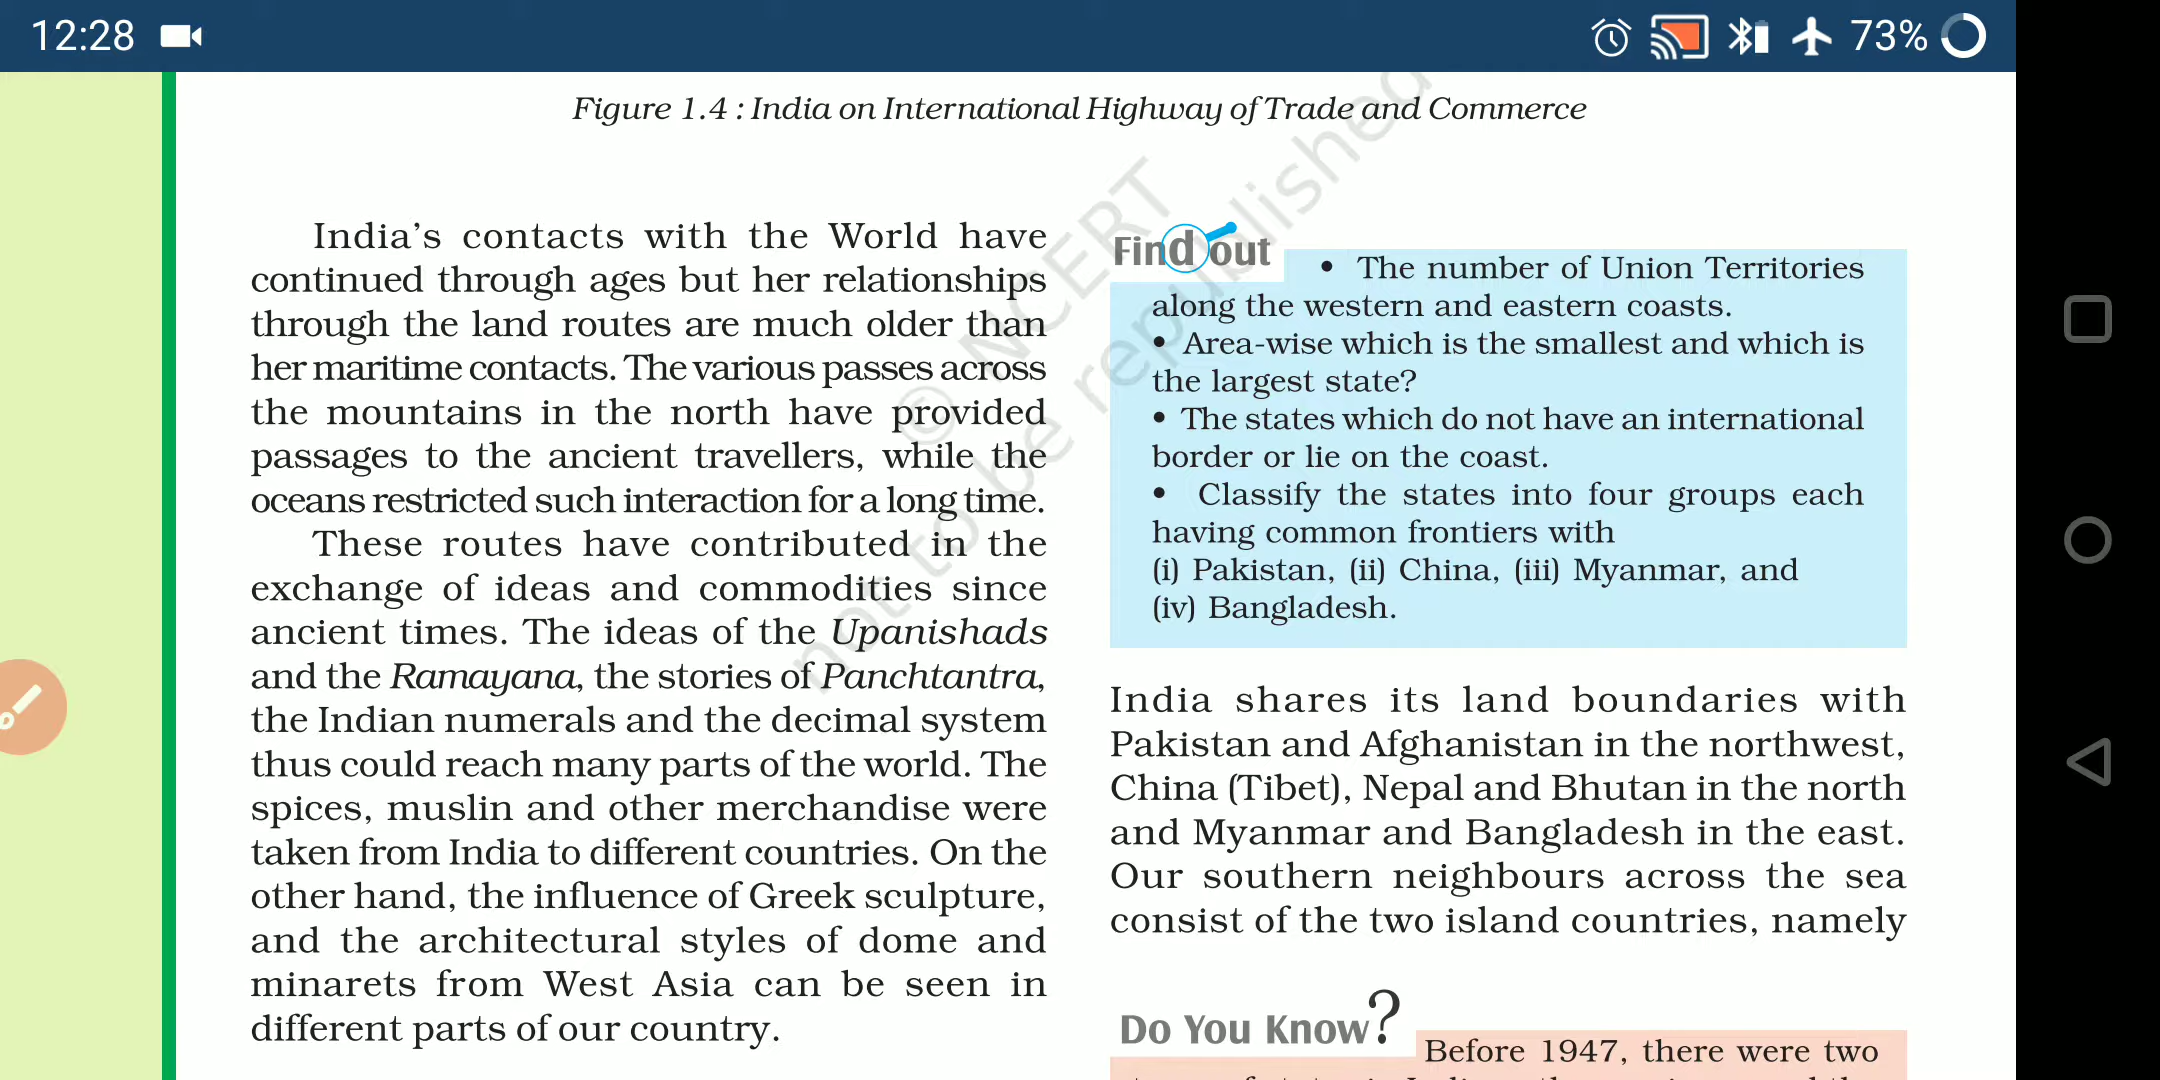 12:28
73%
Figure 1.4 : India on International Highway of Trade and Commerce
India's contacts with the World have
continued through ages but her relationships
through the land routes are much older than
her maritime contacts. The various passes across
the mountains in the north have provided
passages to the ancient travellers, while the
oceans restricted such interaction for a long time.
These routes have contributed in the
exchange of ideas and commodities since
ancient times. The ideas of the Upanishads
and the Ramayana, the stories of Panchtantra,
the Indian numerals and the decimal system
thus could reach many parts of the world. The
spices, muslin and other merchandise were
taken from India to different countries. On the
other hand, the influence of Greek sculpture,
and the architectural styles of dome and
minarets from West Asia can be seen in
different parts of our country.
Find out
• The number of Union Territories
along the western and eastern coasts.
• Area-wise which is the smallest and which is
the largest state?
• The states which do not have an international
border or lie on the coast.
• Classify the states into four groups each
having common frontiers with
(i) Pakistan, (ii) China, (iii) Myanmar, and
(iv) Bangladesh.
India shares its land boundaries with
Pakistan and Afghanistan in the northwest,
China (Tibet), Nepal and Bhutan in the north
and Myanmar and Bangladesh in the east.
Our southern neighbours across the sea
consist of the two island countries, namely
Do You Know?
Before 1947, there were two
© NCERT
not to be republished